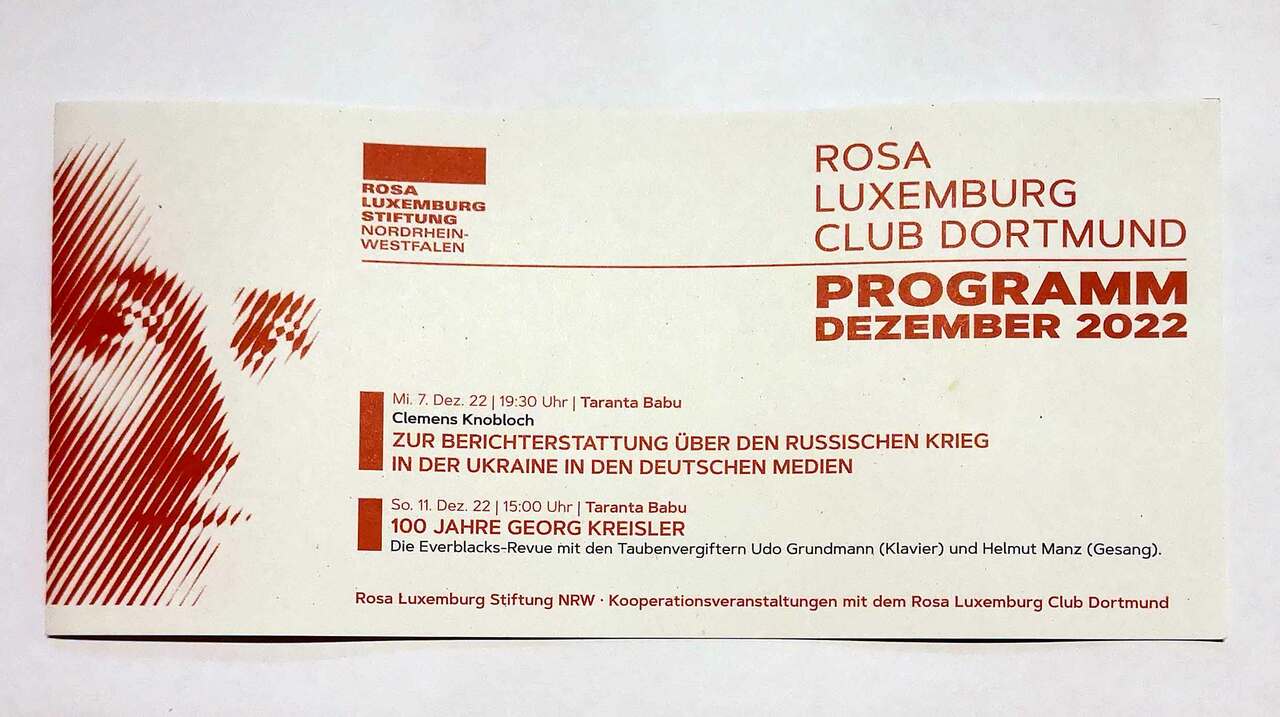 ROSA
LUXEMBURG
STIFTUNG
NORDRHEIN-
WESTFALEN
ROSA
LUXEMBURG
CLUB DORTMUND
PROGRAMM
DEZEMBER 2022
Mi. 7. Dez. 22 | 19:30 Uhr | Taranta Babu
Clemens Knobloch
ZUR BERICHTERSTATTUNG ÜBER DEN RUSSISCHEN KRIEG
IN DER UKRAINE IN DEN DEUTSCHEN MEDIEN
So. 11. Dez. 22 | 15:00 Uhr | Taranta Babu
100 JAHRE GEORG KREISLER
Die Everblacks-Revue mit den Taubenvergiftern Udo Grundmann (Klavier) und Helmut Manz (Gesang).
Rosa Luxemburg Stiftung NRW · Kooperationsveranstaltungen mit dem Rosa Luxemburg Club Dortmund